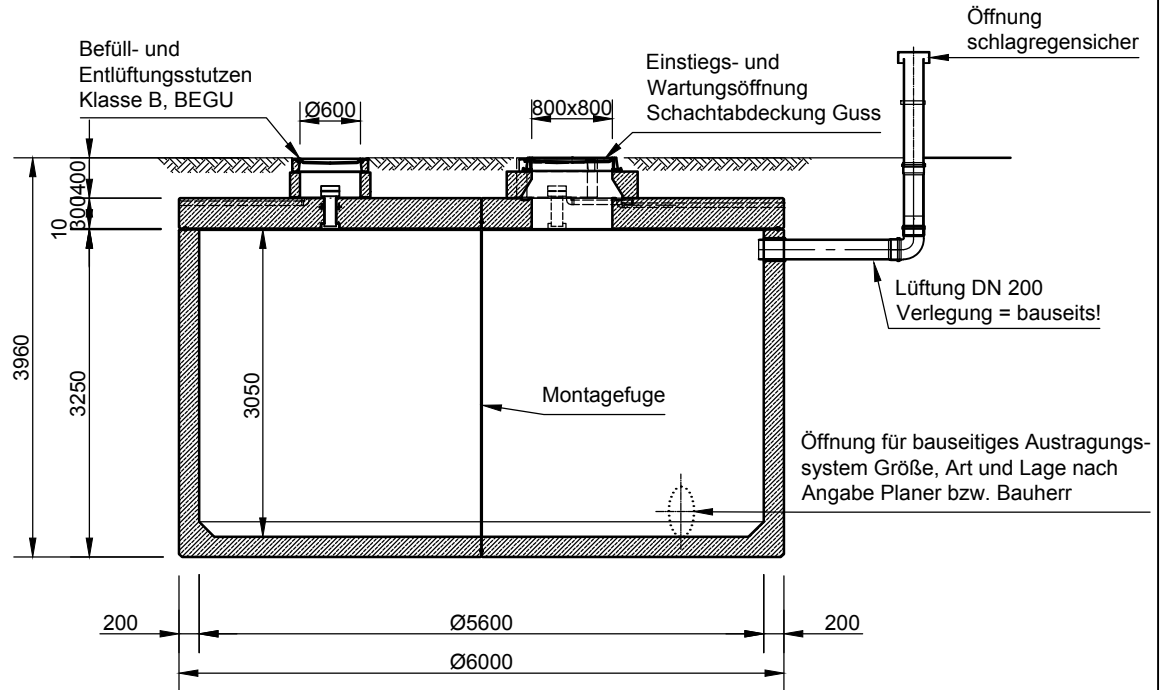 Öffnung
schlagregensicher
Befüll- und
Entlüftungsstutzen
Klasse B, BEGU
Einstiegs- und
Wartungsöffnung
Schachtabdeckung Guss
Ø600
800x800
400
300
10
3960
3250
3050
Lüftung DN 200
Verlegung = bauseits!
Montagefuge
Öffnung für bauseitiges Austragungs-
system Größe, Art und Lage nach
Angabe Planer bzw. Bauherr
200
Ø5600
200
Ø6000